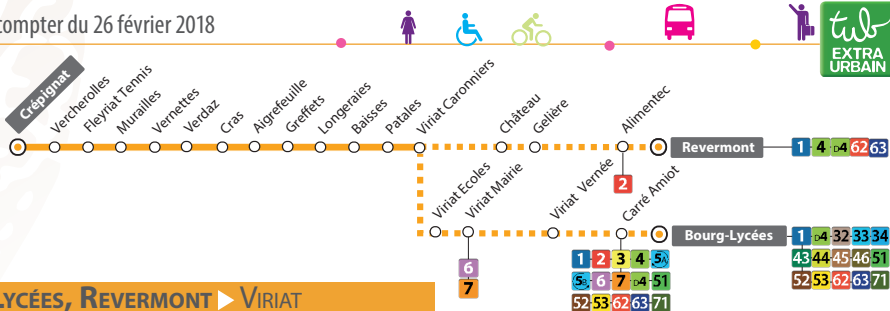 compter du 26 février 2018
tub
EXTRA
URBAIN
Crépignat
Vercherolles
Fleyriat Tennis
Murailles
Vernettes
Verdaz
Cras
Aigrefeuille
Greffets
Longeraies
Baisses
Patales
Viriat Caronniers
Château
Gelière
Alimentec
Revermont
1 4 D4 62 63
2
Viriat Ecoles
Viriat Mairie
Viriat Vernée
Carré Amiot
Bourg-Lycées
1 D4 32 33 34
43 44 45 46 51
52 53 62 63 71
6
7
1 2 3 4 5A
5B 6 7 D4 51
52 53 62 63 71
LYCÉES, REVERMONT VIRIAT